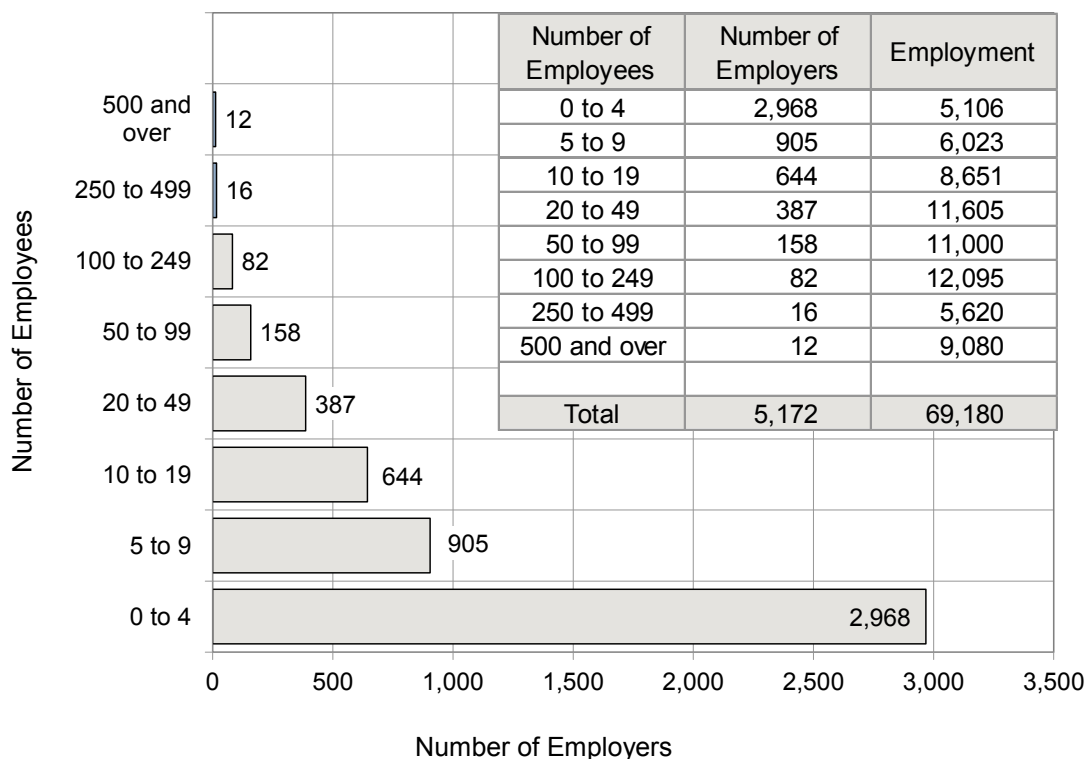 Number of Employees Number of Employers Employment
0 to 4 2,968 5,106
5 to 9 905 6,023
10 to 19 644 8,651
20 to 49 387 11,605
50 to 99 158 11,000
100 to 249 82 12,095
250 to 499 16 5,620
500 and over 12 9,080
Total 5,172 69,180
Number of Employees
500 and
over 12
250 to 499 16
100 to 249 82
50 to 99 158
20 to 49 387
10 to 19 644
5 to 9 905
0 to 4 2,968
0 500 1,000 1,500 2,000 2,500 3,000 3,500
Number of Employers